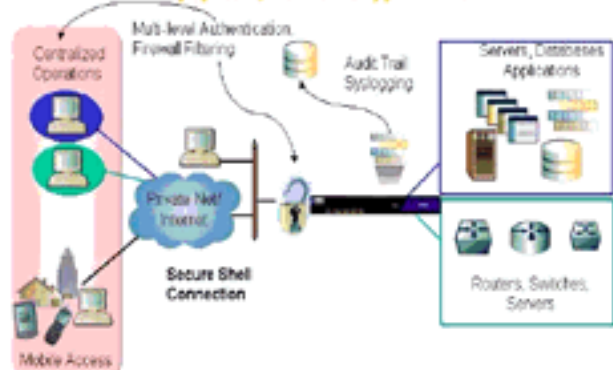 Centralized
Operations
Multi-level Authentication,
Firewall Filtering
Audit Trail
Syslogging
Servers, Databases
Applications
Private Net/
Internet
Secure Shell
Connection
Routers, Switches,
Servers
Mobile Access